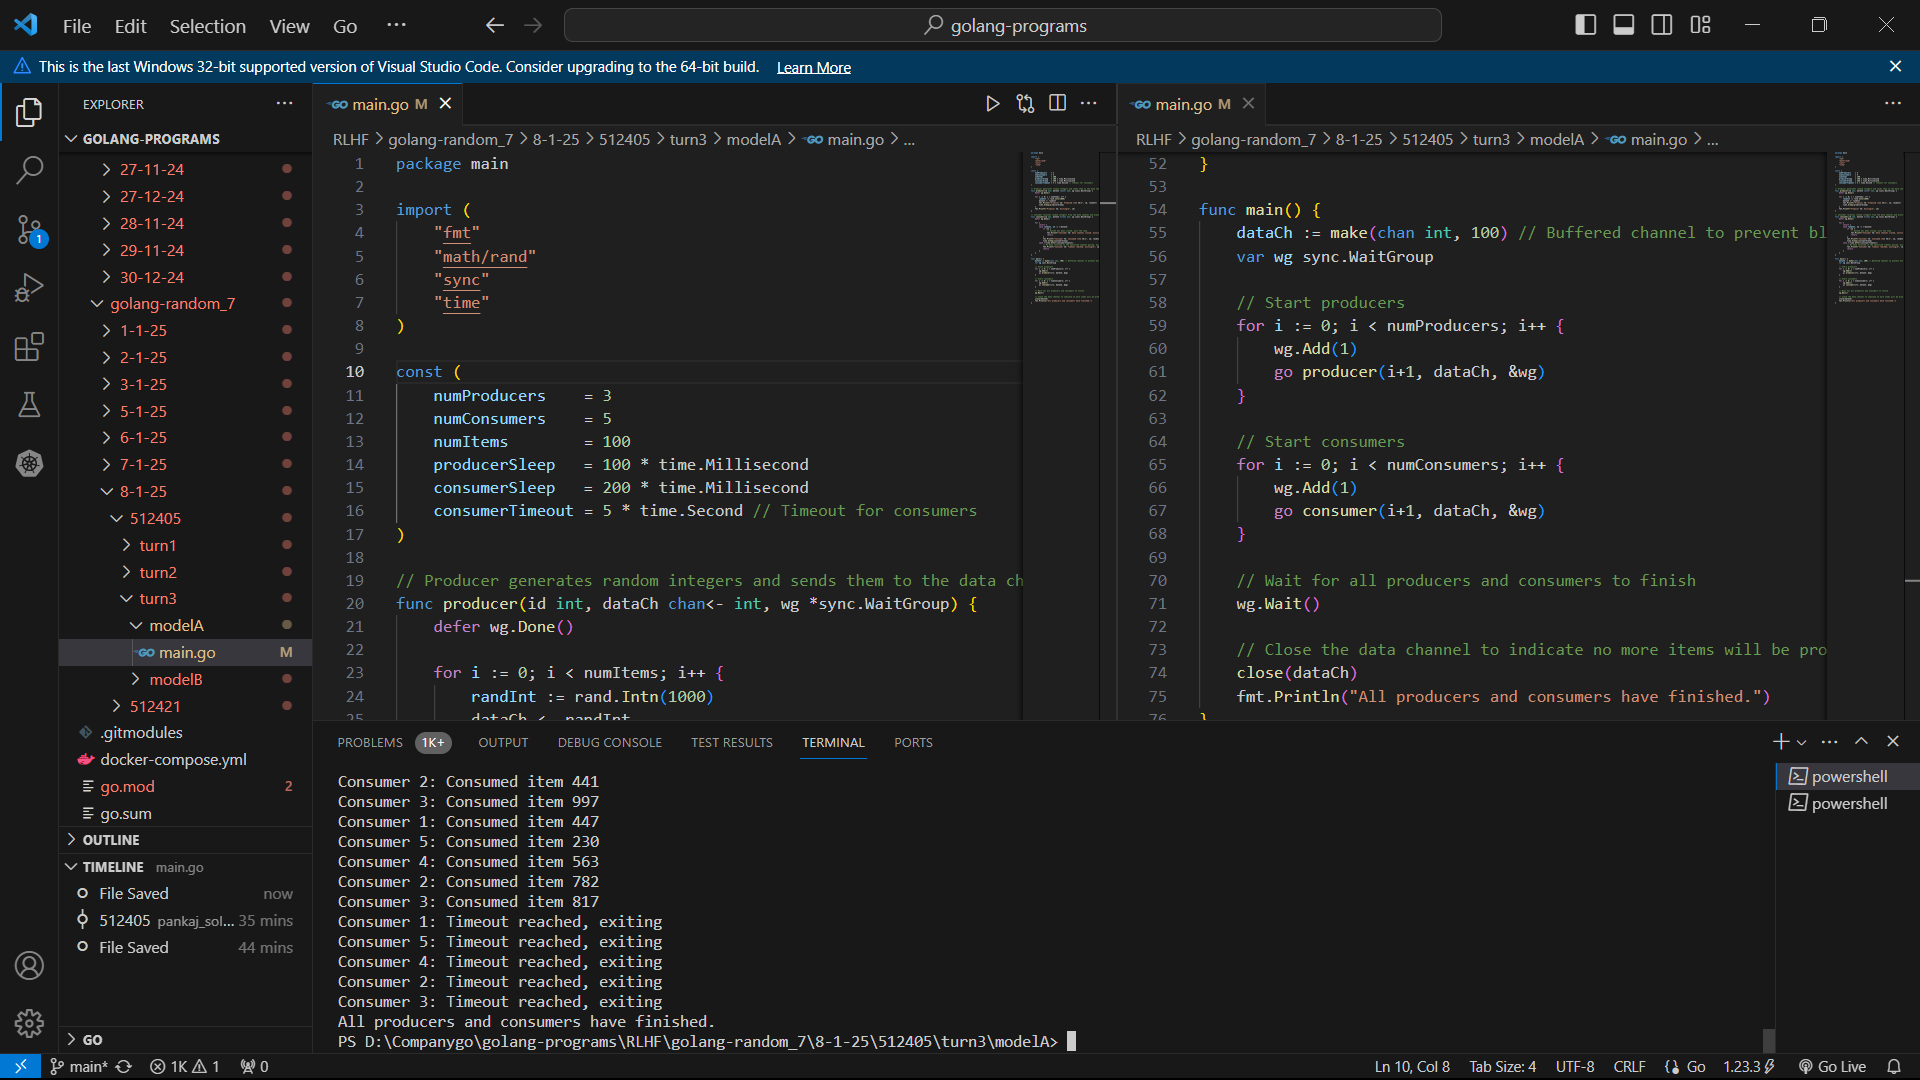 File Edit Selection View Go ··· golang-programs
This is the last Windows 32-bit supported version of Visual Studio Code. Consider upgrading to the 64-bit build. Learn More
EXPLORER
GOLANG-PROGRAMS
27-11-24
27-12-24
28-11-24
29-11-24
30-12-24
golang-random_7
1-1-25
2-1-25
3-1-25
5-1-25
6-1-25
7-1-25
8-1-25
512405
turn1
turn2
turn3
modelA
main.go M
modelB
512421
.gitmodules
docker-compose.yml
go.mod 2
go.sum
OUTLINE
TIMELINE main.go
File Saved now
512405 pankaj_sol... 35 mins
File Saved 44 mins
GO
main.go M
RLHF > golang-random_7 > 8-1-25 > 512405 > turn3 > modelA > main.go > ...
1 package main
2
3 import (
4 "fmt"
5 "math/rand"
6 "sync"
7 "time"
8 )
9
10 const (
11 numProducers = 3
12 numConsumers = 5
13 numItems = 100
14 producerSleep = 100 * time.Millisecond
15 consumerSleep = 200 * time.Millisecond
16 consumerTimeout = 5 * time.Second // Timeout for consumers
17 )
18
19 // Producer generates random integers and sends them to the data ch
20 func producer(id int, dataCh chan<- int, wg *sync.WaitGroup) {
21 defer wg.Done()
22
23 for i := 0; i < numItems; i++ {
24 randInt := rand.Intn(1000)
25 dataCh <- randInt
main.go M
RLHF > golang-random_7 > 8-1-25 > 512405 > turn3 > modelA > main.go > ...
52 }
53
54 func main() {
55 dataCh := make(chan int, 100) // Buffered channel to prevent bl
56 var wg sync.WaitGroup
57
58 // Start producers
59 for i := 0; i < numProducers; i++ {
60 wg.Add(1)
61 go producer(i+1, dataCh, &wg)
62 }
63
64 // Start consumers
65 for i := 0; i < numConsumers; i++ {
66 wg.Add(1)
67 go consumer(i+1, dataCh, &wg)
68 }
69
70 // Wait for all producers and consumers to finish
71 wg.Wait()
72
73 // Close the data channel to indicate no more items will be pro
74 close(dataCh)
75 fmt.Println("All producers and consumers have finished.")
76 }
PROBLEMS 1K+ OUTPUT DEBUG CONSOLE TEST RESULTS TERMINAL PORTS
Consumer 2: Consumed item 441
Consumer 3: Consumed item 997
Consumer 1: Consumed item 447
Consumer 5: Consumed item 230
Consumer 4: Consumed item 563
Consumer 2: Consumed item 782
Consumer 3: Consumed item 817
Consumer 1: Timeout reached, exiting
Consumer 5: Timeout reached, exiting
Consumer 4: Timeout reached, exiting
Consumer 2: Timeout reached, exiting
Consumer 3: Timeout reached, exiting
All producers and consumers have finished.
PS D:\Companygo\golang-programs\RLHF\golang-random_7\8-1-25\512405\turn3\modelA>
powershell
powershell
main* 1K 1 0 Ln 10, Col 8 Tab Size: 4 UTF-8 CRLF Go 1.23.3 Go Live